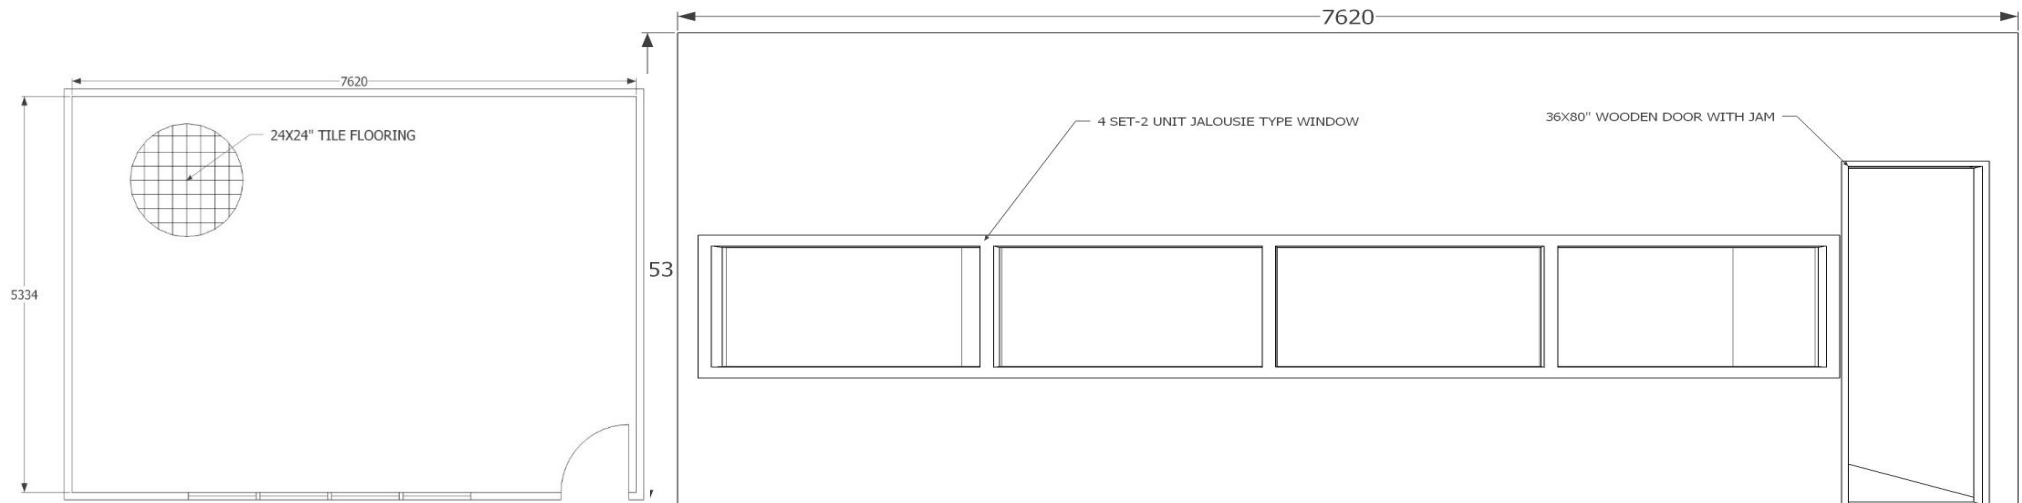 7620
24X24" TILE FLOORING
5334
7620
4 SET-2 UNIT JALOUSIE TYPE WINDOW
36X80" WOODEN DOOR WITH JAM
53